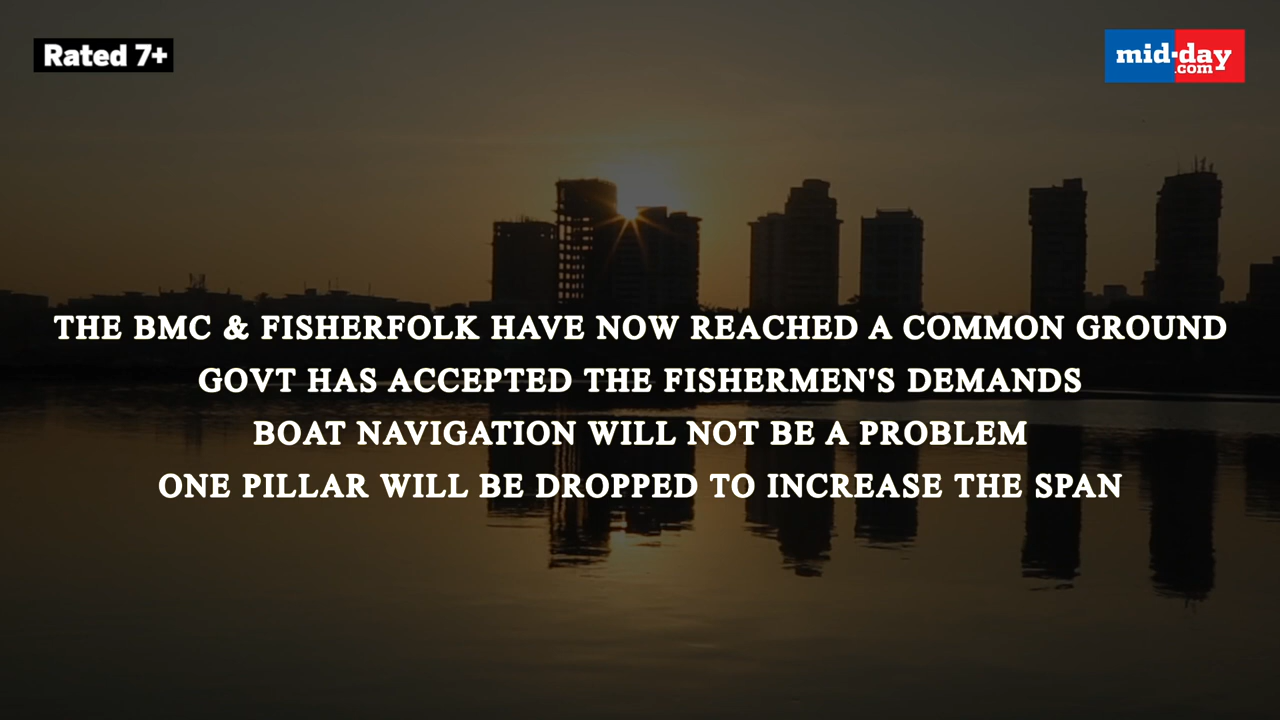 Rated 7+
mid-day
.com
THE BMC & FISHERFOLK HAVE NOW REACHED A COMMON GROUND
GOVT HAS ACCEPTED THE FISHERMEN'S DEMANDS
BOAT NAVIGATION WILL NOT BE A PROBLEM
ONE PILLAR WILL BE DROPPED TO INCREASE THE SPAN